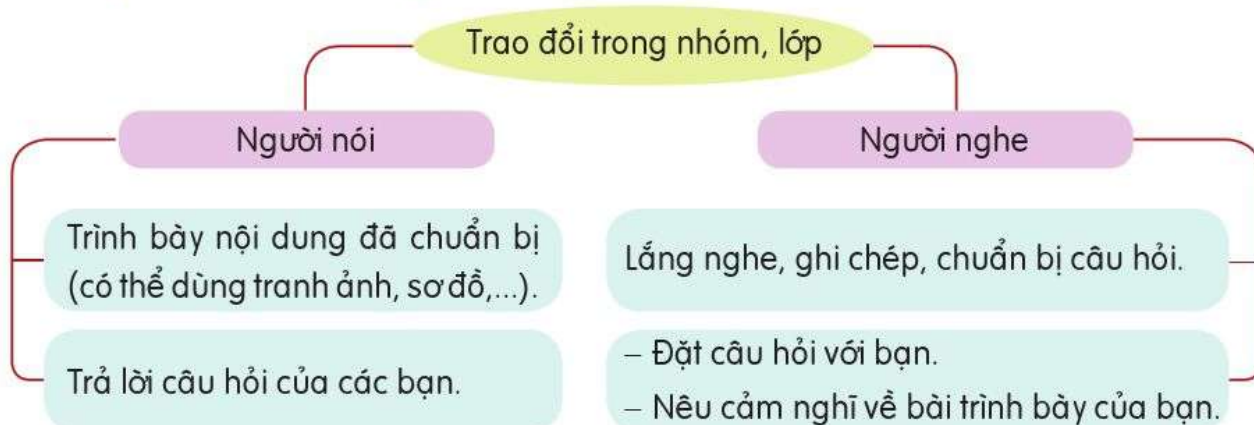 Trao đổi trong nhóm, lớp
Người nói
Trình bày nội dung đã chuẩn bị
(có thể dùng tranh ảnh, sơ đồ,...).
Trả lời câu hỏi của các bạn.
Người nghe
Lắng nghe, ghi chép, chuẩn bị câu hỏi.
– Đặt câu hỏi với bạn.
– Nêu cảm nghĩ về bài trình bày của bạn.